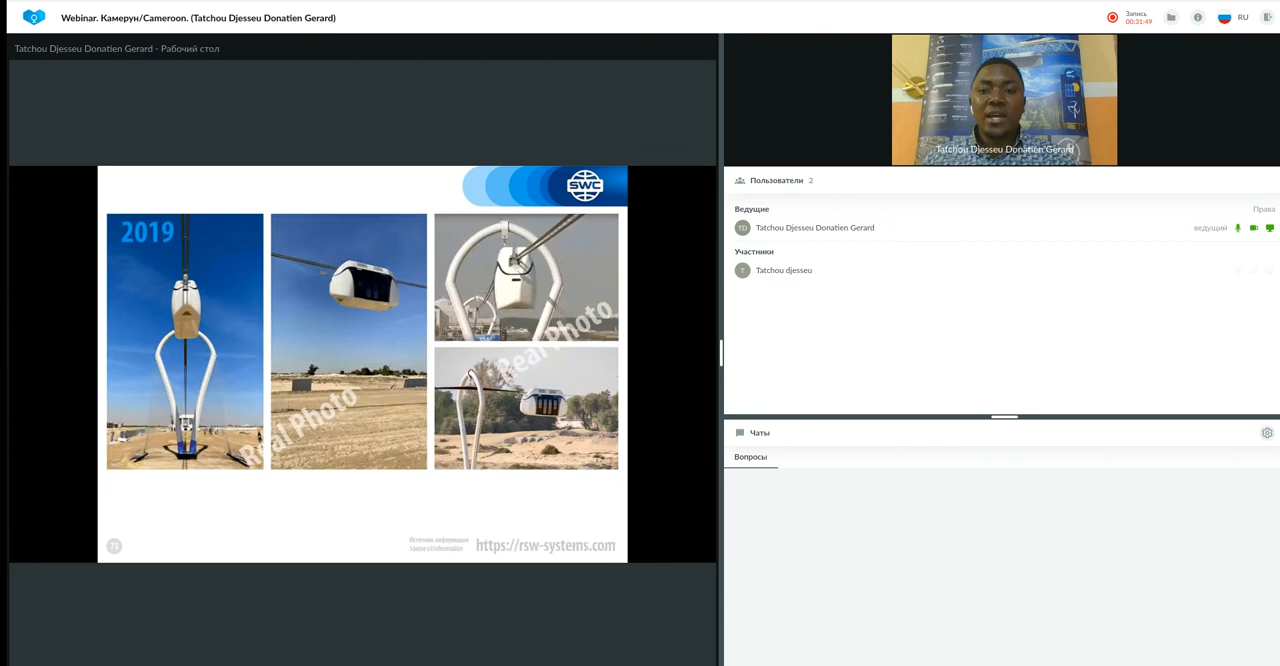 Webinar. Камерун/Cameroon. (Tatchou Djesseu Donatien Gerard)
Запись
00:31:49
RU
Tatchou Djesseu Donatien Gerard - Рабочий стол
SWC
2019
Real Photo
Real Photo
71
Источник информации
Source of Information
https://rsw-systems.com
Tatchou Djesseu Donatien Gerard
Пользователи 2
Ведущие
Права
TD
Tatchou Djesseu Donatien Gerard
ведущий
Участники
T
Tatchou djesseu
Чаты
Вопросы